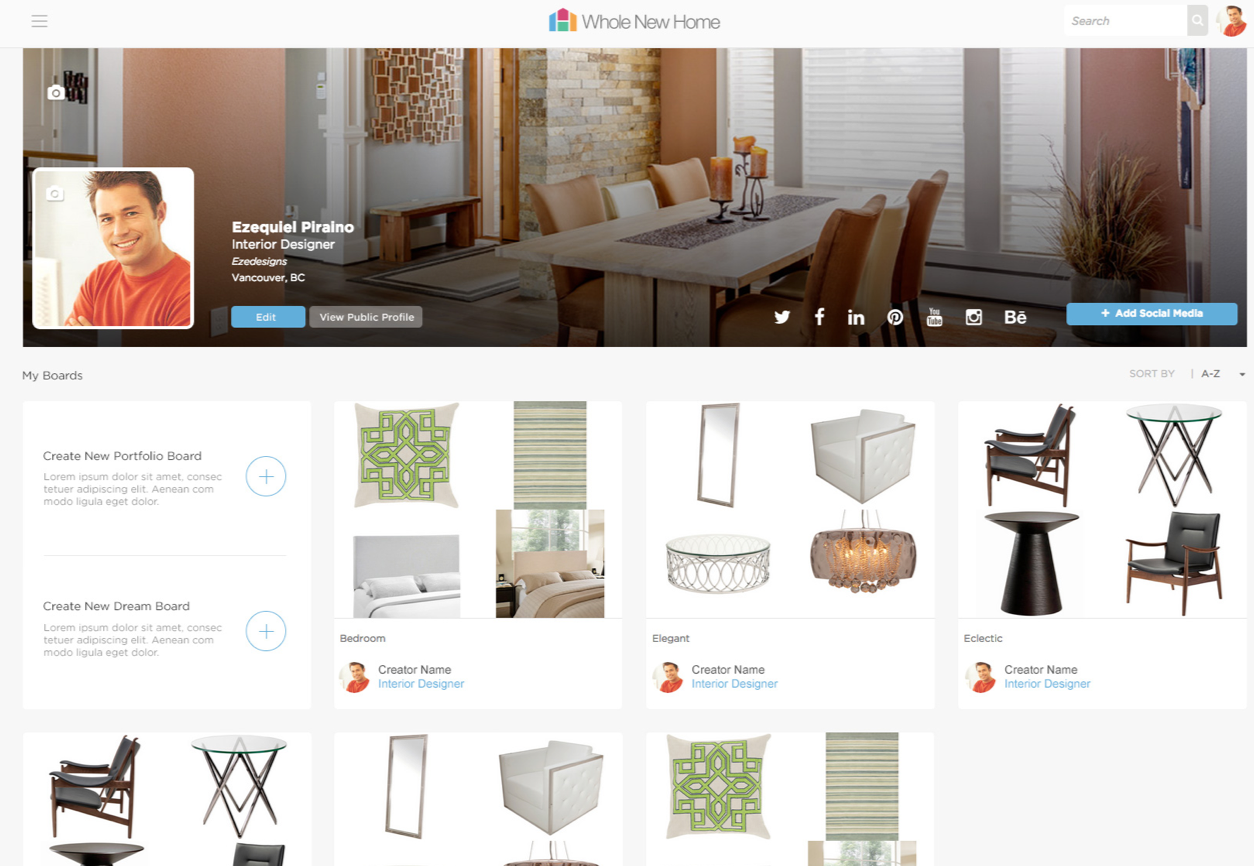 Whole New Home
Search
Ezequiel Piraino
Interior Designer
Ezedesigns
Vancouver, BC
Edit
View Public Profile
You
Tube
Bē
+ Add Social Media
My Boards
SORT BY | A-Z
Create New Portfolio Board
Lorem ipsum dolor sit amet, consec
tetuer adipiscing elit. Aenean com
modo ligula eget dolor.
Create New Dream Board
Lorem ipsum dolor sit amet, consec
tetuer adipiscing elit. Aenean com
modo ligula eget dolor.
Bedroom
Creator Name
Interior Designer
Elegant
Creator Name
Interior Designer
Eclectic
Creator Name
Interior Designer